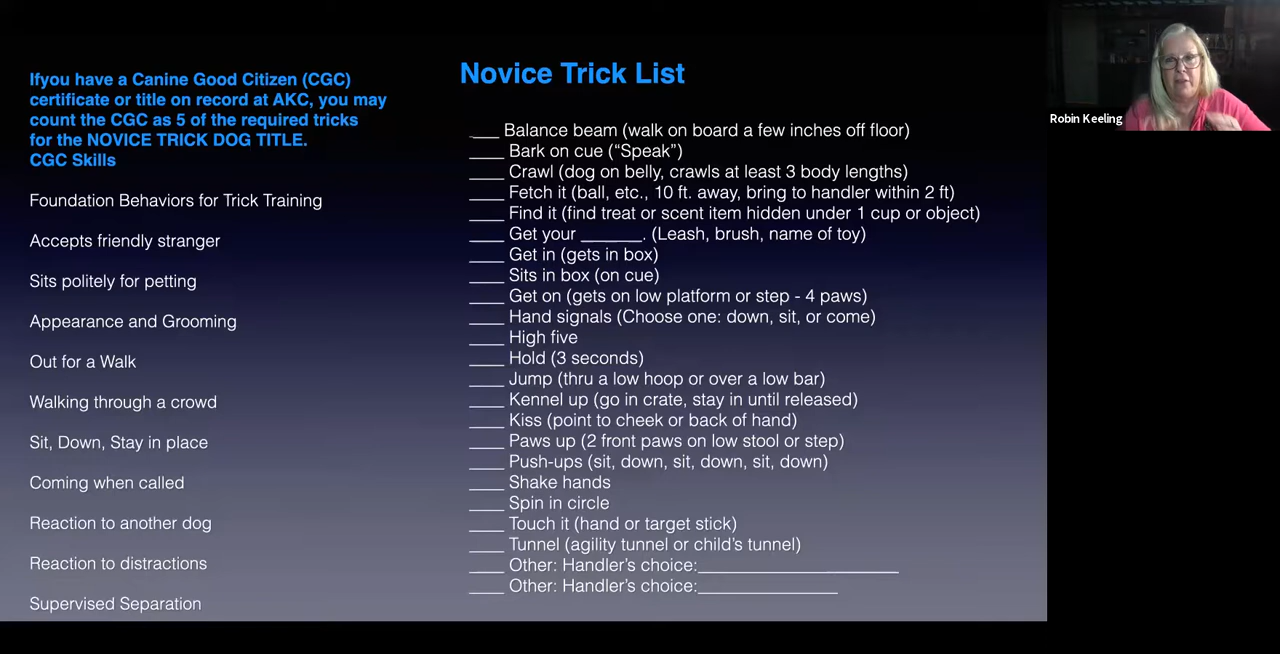 Ifyou have a Canine Good Citizen (CGC)
certificate or title on record at AKC, you may
count the CGC as 5 of the required tricks
for the NOVICE TRICK DOG TITLE.
CGC Skills
Foundation Behaviors for Trick Training
Accepts friendly stranger
Sits politely for petting
Appearance and Grooming
Out for a Walk
Walking through a crowd
Sit, Down, Stay in place
Coming when called
Reaction to another dog
Reaction to distractions
Supervised Separation
Novice Trick List
____ Balance beam (walk on board a few inches off floor)
____ Bark on cue (“Speak”)
____ Crawl (dog on belly, crawls at least 3 body lengths)
____ Fetch it (ball, etc., 10 ft. away, bring to handler within 2 ft)
____ Find it (find treat or scent item hidden under 1 cup or object)
____ Get your _______. (Leash, brush, name of toy)
____ Get in (gets in box)
____ Sits in box (on cue)
____ Get on (gets on low platform or step - 4 paws)
____ Hand signals (Choose one: down, sit, or come)
____ High five
____ Hold (3 seconds)
____ Jump (thru a low hoop or over a low bar)
____ Kennel up (go in crate, stay in until released)
____ Kiss (point to cheek or back of hand)
____ Paws up (2 front paws on low stool or step)
____ Push-ups (sit, down, sit, down, sit, down)
____ Shake hands
____ Spin in circle
____ Touch it (hand or target stick)
____ Tunnel (agility tunnel or child’s tunnel)
____ Other: Handler’s choice:_______________________
____ Other: Handler’s choice:________________
Robin Keeling